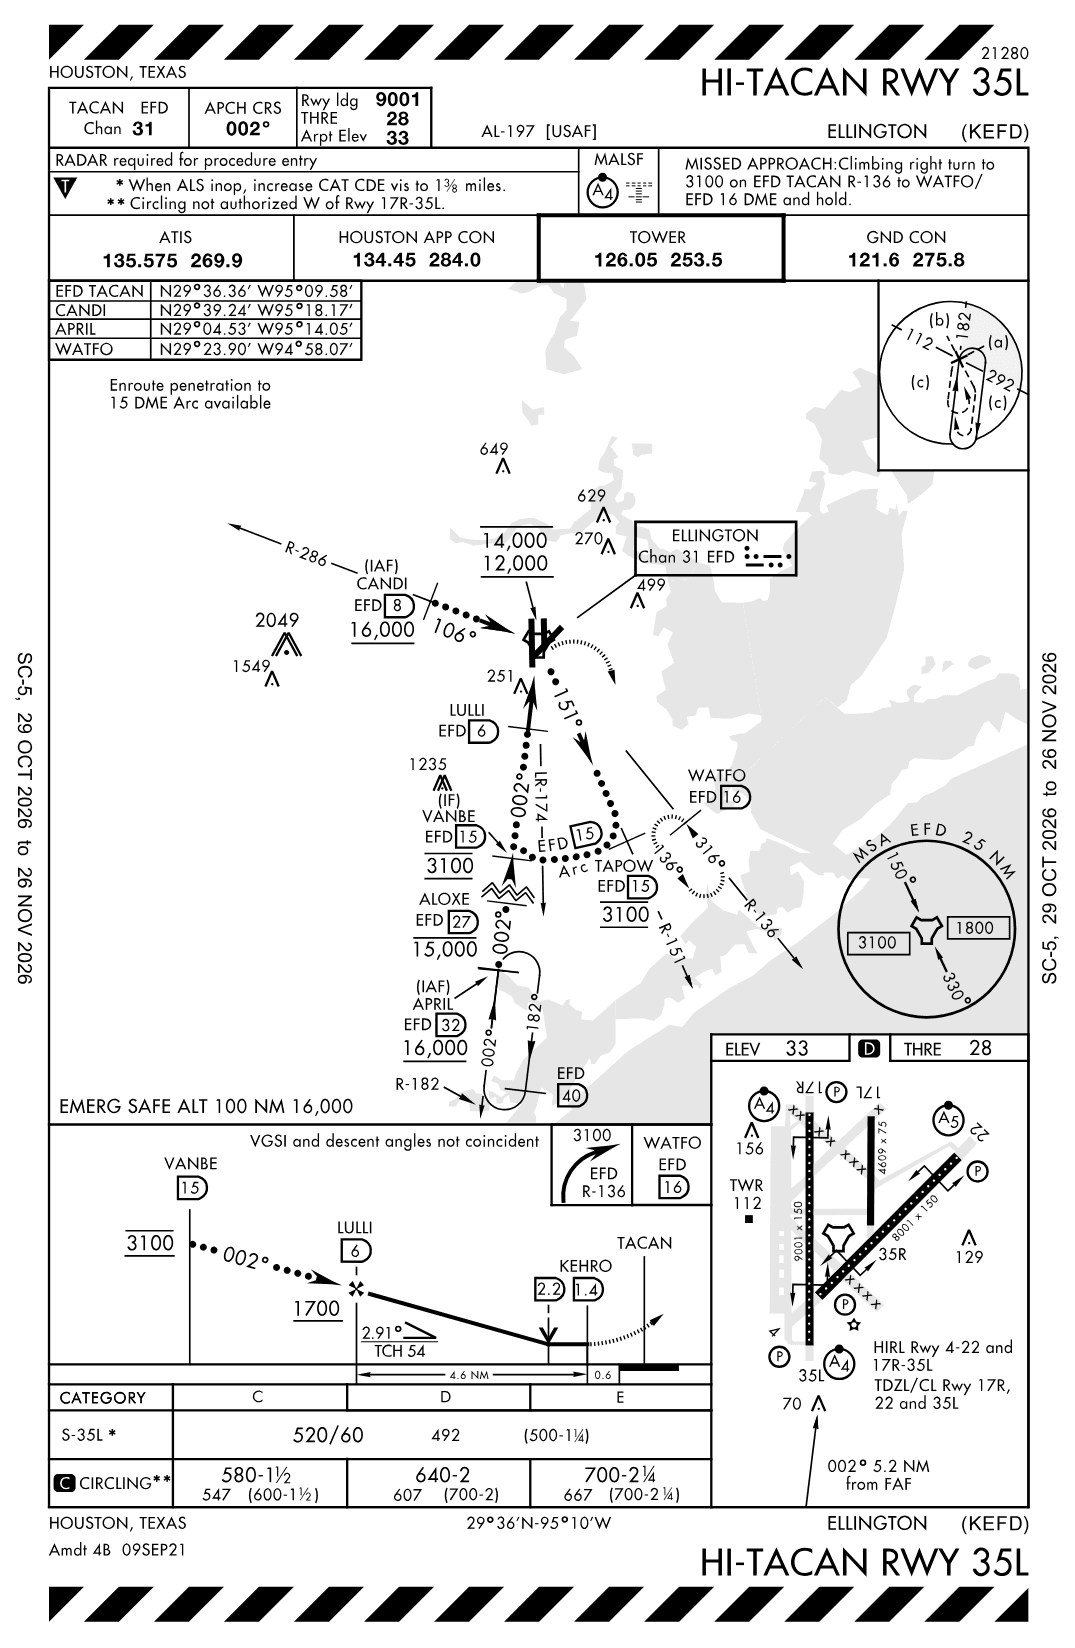 21280
HOUSTON, TEXAS
HI-TACAN RWY 35L
TACAN EFD
Chan 31
APCH CRS
002°
Rwy ldg 9001
THRE 28
Arpt Elev 33
AL-197 [USAF]
ELLINGTON (KEFD)
RADAR required for procedure entry
T
* When ALS inop, increase CAT CDE vis to 1⅜ miles.
** Circling not authorized W of Rwy 17R-35L.
MALSF
A4
MISSED APPROACH:Climbing right turn to
3100 on EFD TACAN R-136 to WATFO/
EFD 16 DME and hold.
ATIS
135.575 269.9
HOUSTON APP CON
134.45 284.0
TOWER
126.05 253.5
GND CON
121.6 275.8
EFD TACAN N29°36.36’ W95°09.58’
CANDI N29°39.24’ W95°18.17’
APRIL N29°04.53’ W95°14.05’
WATFO N29°23.90’ W94°58.07’
Enroute penetration to
15 DME Arc available
(b)
182
(a)
112
(c)
292
(c)
649
629
270
14,000
12,000
ELLINGTON
Chan 31 EFD
499
R-286
(IAF)
CANDI
EFD 8
16,000
106°
2049
1549
251
151°
LULLI
EFD 6
1235
(IF)
VANBE
EFD 15
3100
002°
LR-174
EFD 15
Arc
TAPOW
EFD 15
3100
R-151
WATFO
EFD 16
136°
316°
R-136
ALOXE
EFD 27
15,000
002°
(IAF)
APRIL
EFD 32
16,000
002°
182°
R-182
EFD
40
MSA EFD 25 NM
150°
3100
1800
330°
EMERG SAFE ALT 100 NM 16,000
VGSI and descent angles not coincident
3100
EFD
R-136
WATFO
EFD
16
VANBE
15
3100
002°
LULLI
6
1700
2.91°
TCH 54
2.2
KEHRO
1.4
TACAN
4.6 NM
0.6
CATEGORY C D E
S-35L * 520/60 492 (500-1¼)
C CIRCLING** 580-1½ 640-2 700-2¼
547 (600-1½) 607 (700-2) 667 (700-2¼)
ELEV 33 D THRE 28
A4
17R
P
17L
A5
22
156
4609 x 75
P
TWR
112
9001 x 150
8001 x 150
35R
129
P
4
P
A4
35L
HIRL Rwy 4-22 and
17R-35L
TDZL/CL Rwy 17R,
22 and 35L
70
002° 5.2 NM
from FAF
HOUSTON, TEXAS
29°36’N-95°10’W
ELLINGTON (KEFD)
Amdt 4B 09SEP21
HI-TACAN RWY 35L
SC-5, 29 OCT 2026 to 26 NOV 2026
SC-5, 29 OCT 2026 to 26 NOV 2026